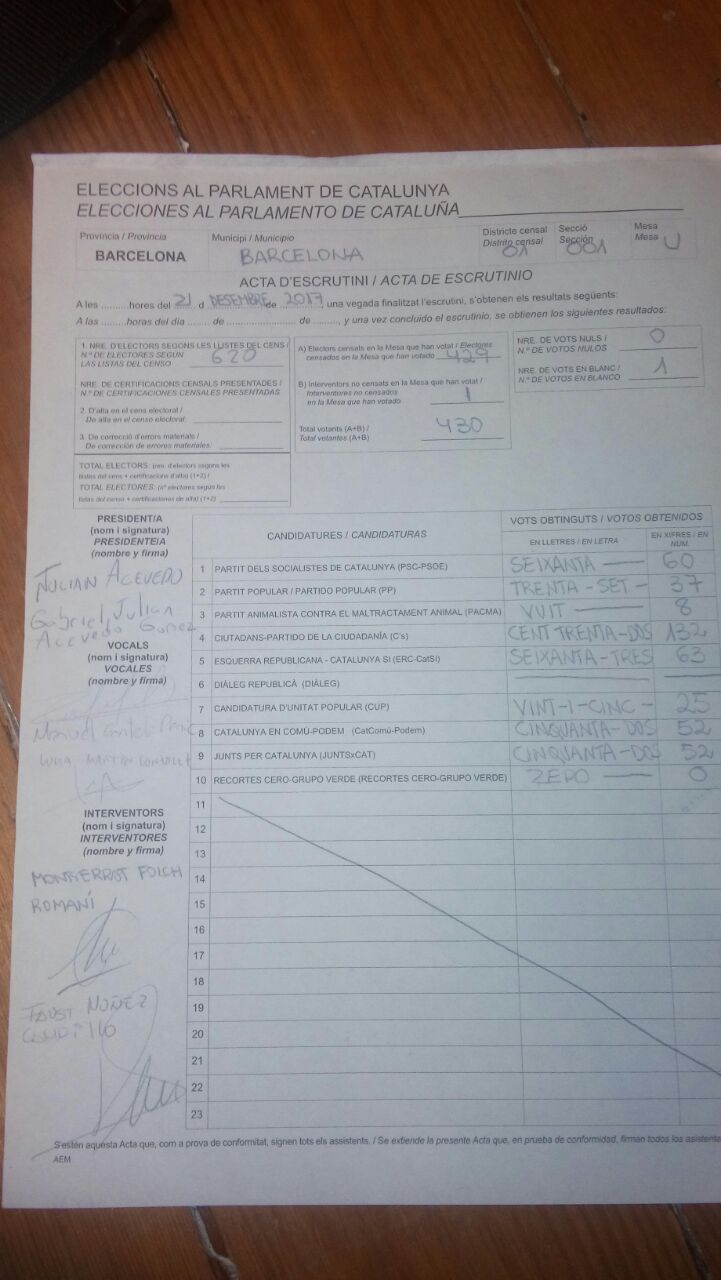 ELECCIONS AL PARLAMENT DE CATALUNYA
ELECCIONES AL PARLAMENTO DE CATALUÑA
Província / Provincia
BARCELONA
Municipi / Municipio
BARCELONA
Districte censal
Distrito censal
01
Secció
Sección
001
Mesa
Mesa U
ACTA D'ESCRUTINI / ACTA DE ESCRUTINIO
A les .........hores del 21 d DESEMBRE de 2017, una vegada finalitzat l'escrutini, s'obtenen els resultats següents:
A las .........horas del día ........ de ........................ de ........, y una vez concluido el escrutinio, se obtienen los siguientes resultados:
1. NRE. D'ELECTORS SEGONS LES LLISTES DEL CENS /
N.º DE ELECTORES SEGÚN
LAS LISTAS DEL CENSO 620
NRE. DE CERTIFICACIONS CENSALS PRESENTADES /
N.º DE CERTIFICACIONES CENSALES PRESENTADAS
2. D'alta en el cens electoral /
De alta en el censo electoral:
3. De correcció d'errors materials /
De corrección de errores materiales:
TOTAL ELECTORS: (nre. d'electors segons les
llistes del cens + certificacions d'alta) (1+2) /
TOTAL ELECTORES: (nº electores según las
listas del censo + certificaciones de alta) (1+2)
A) Electors censats en la Mesa que han votat / Electores
censados en la Mesa que han votado 429
B) Interventors no censats en la Mesa que han votat /
Interventores no censados
en la Mesa que han votado 1
Total votants (A+B) /
Total votantes (A+B) 430
NRE. DE VOTS NULS /
N.º DE VOTOS NULOS 0
NRE. DE VOTS EN BLANC /
N.º DE VOTOS EN BLANCO 1
PRESIDENT/A
(nom i signatura)
PRESIDENTE/A
(nombre y firma)
JULIAN ACEVEDO
Gabriel Julian
Acevedo Gomez
VOCALS
(nom i signatura)
VOCALES
(nombre y firma)
Manuel
MARTIN
INTERVENTORS
(nom i signatura)
INTERVENTORES
(nombre y firma)
MONTSERRAT FOLCH
ROMANÍ
FAUST NUÑEZ
CANDIDATURES / CANDIDATURAS
VOTS OBTINGUTS / VOTOS OBTENIDOS
EN LLETRES / EN LETRA
EN XIFRES / EN
NÚM.
1 PARTIT DELS SOCIALISTES DE CATALUNYA (PSC-PSOE) SEIXANTA 60
2 PARTIT POPULAR / PARTIDO POPULAR (PP) TRENTA-SET 37
3 PARTIT ANIMALISTA CONTRA EL MALTRACTAMENT ANIMAL (PACMA) VUIT 8
4 CIUTADANS-PARTIDO DE LA CIUDADANÍA (C's) CENT TRENTA-DOS 132
5 ESQUERRA REPUBLICANA - CATALUNYA SI (ERC-CatSí) SEIXANTA-TRES 63
6 DIÀLEG REPUBLICÀ (DIÀLEG)
7 CANDIDATURA D'UNITAT POPULAR (CUP) VINT-I-CINC 25
8 CATALUNYA EN COMÚ-PODEM (CatComú-Podem) CINQUANTA-DOS 52
9 JUNTS PER CATALUNYA (JUNTSxCAT) CINQUANTA-DOS 52
10 RECORTES CERO-GRUPO VERDE (RECORTES CERO-GRUPO VERDE) ZERO 0
11
12
13
14
15
16
17
18
19
20
21
22
23
S'estén aquesta Acta que, com a prova de conformitat, signen tots els assistents. / Se extiende la presente Acta que, en prueba de conformidad, firman todos los asistente
AEM